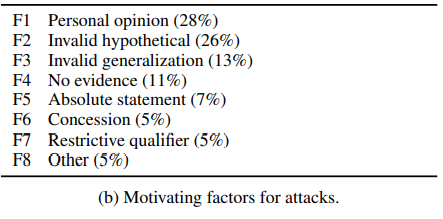 F1 Personal opinion (28%)
F2 Invalid hypothetical (26%)
F3 Invalid generalization (13%)
F4 No evidence (11%)
F5 Absolute statement (7%)
F6 Concession (5%)
F7 Restrictive qualifier (5%)
F8 Other (5%)
(b) Motivating factors for attacks.